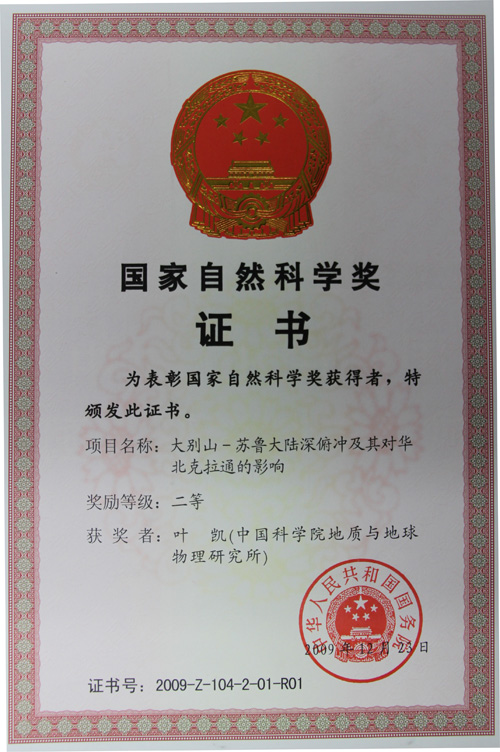 国家自然科学奖
证书
为表彰国家自然科学奖获得者，特
颁发此证书。
项目名称：大别山－苏鲁大陆深俯冲及其对华
北克拉通的影响
奖励等级：二等
获奖者：叶　凯(中国科学院地质与地球
物理研究所)
中华人民共和国国务院
2009年12月23日
证书号：2009-Z-104-2-01-R01